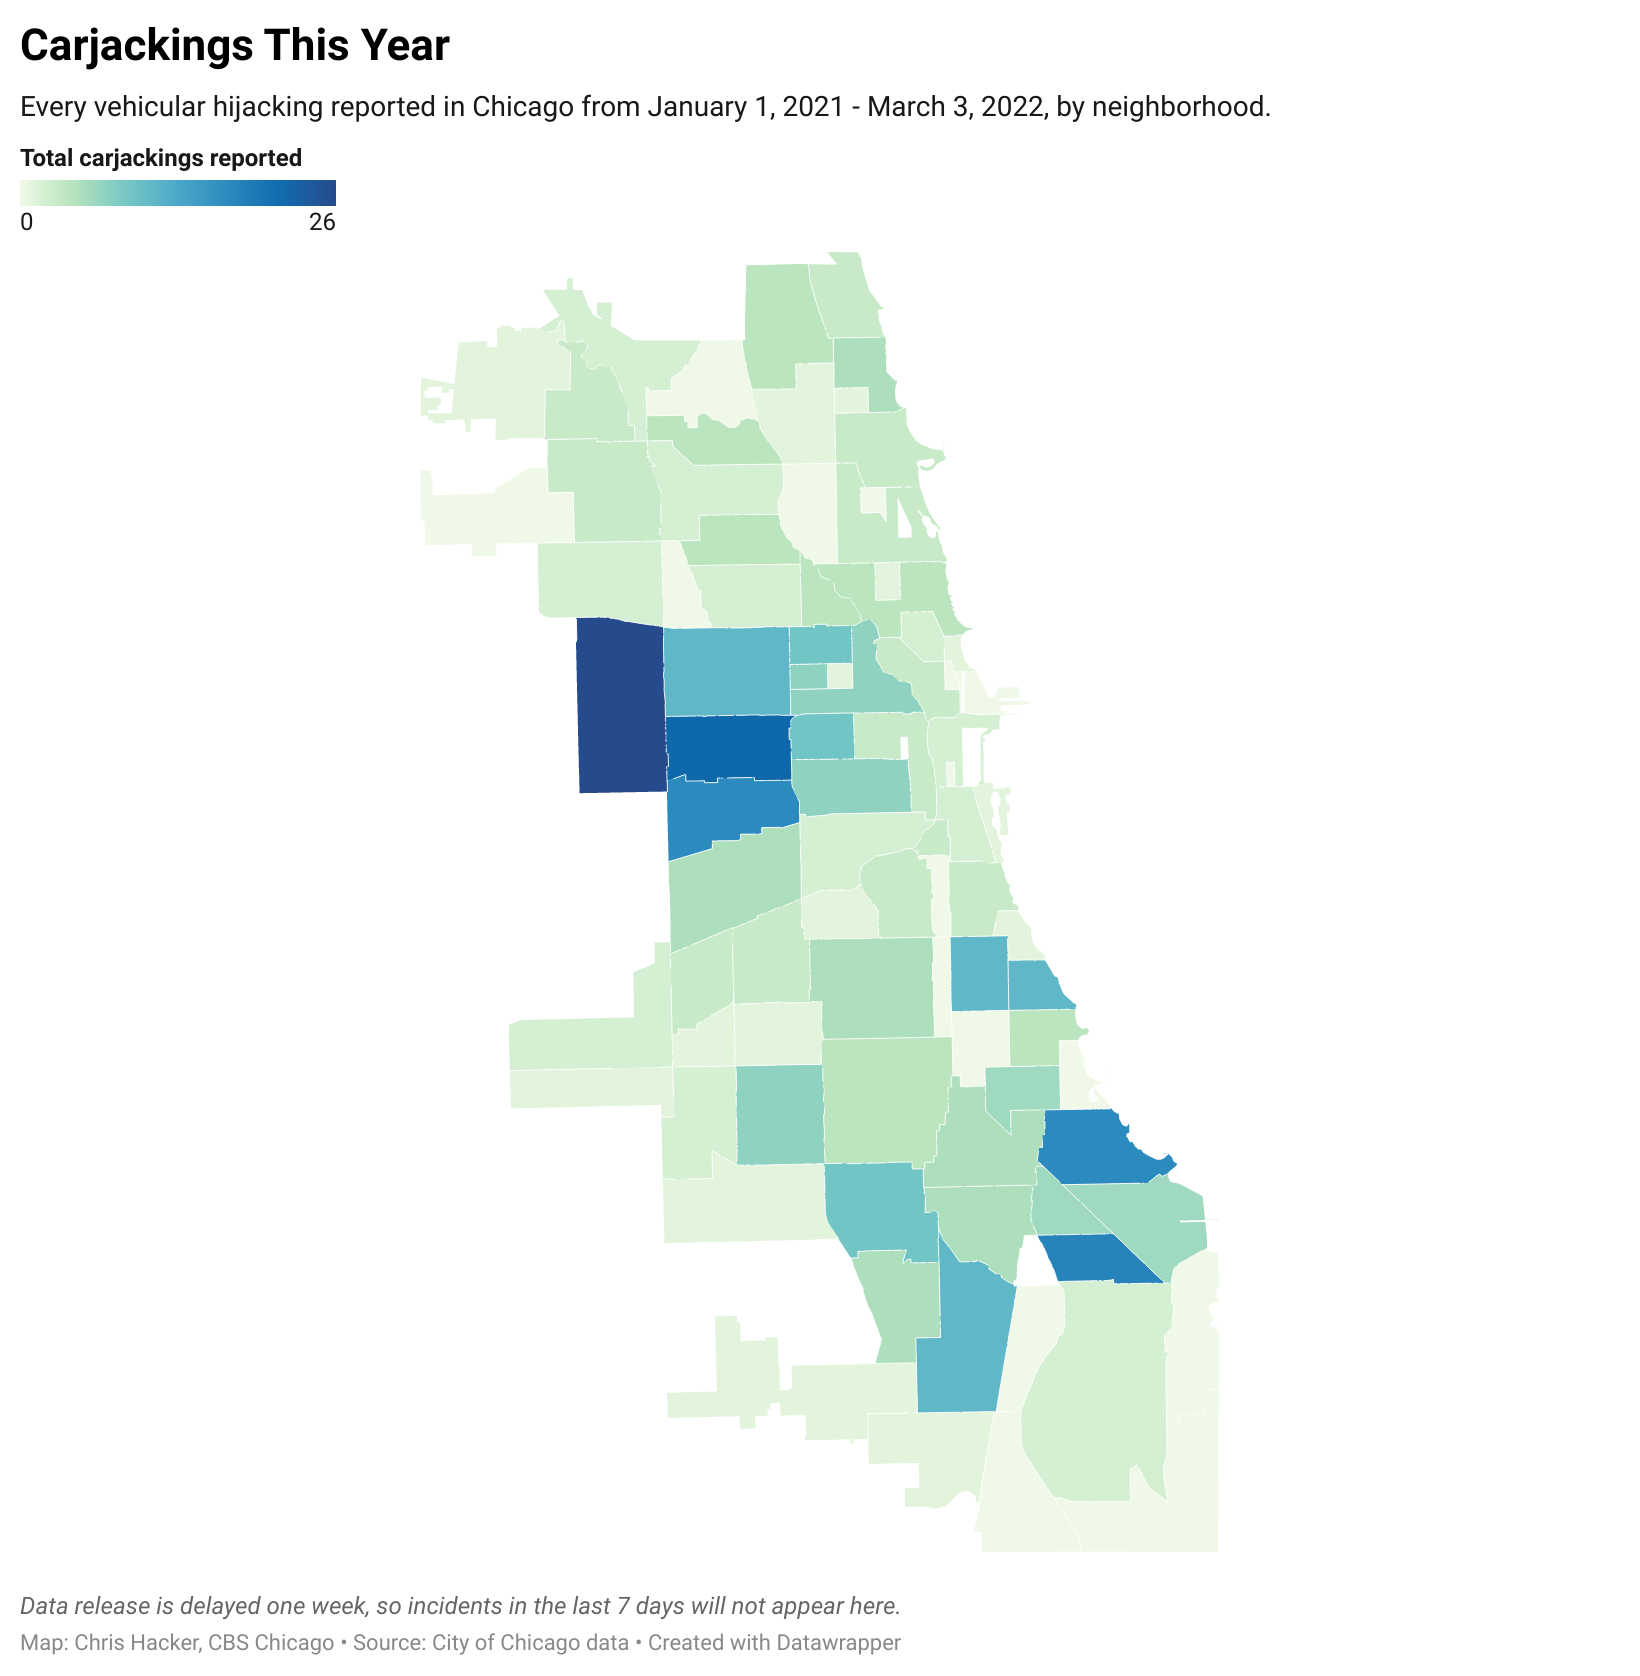 Carjackings This Year
Every vehicular hijacking reported in Chicago from January 1, 2021 - March 3, 2022, by neighborhood.
Total carjackings reported
0 26
Data release is delayed one week, so incidents in the last 7 days will not appear here.
Map: Chris Hacker, CBS Chicago • Source: City of Chicago data • Created with Datawrapper